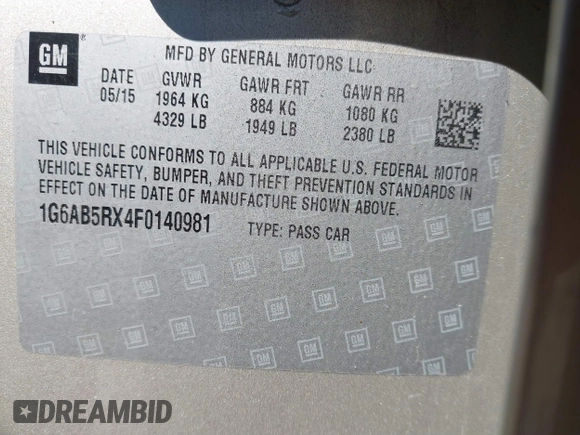 GM
MFD BY GENERAL MOTORS LLC
DATE GVWR GAWR FRT GAWR RR
05/15 1964 KG 884 KG 1080 KG
4329 LB 1949 LB 2380 LB
THIS VEHICLE CONFORMS TO ALL APPLICABLE U.S. FEDERAL MOTOR
VEHICLE SAFETY, BUMPER, AND THEFT PREVENTION STANDARDS IN
EFFECT ON THE DATE OF MANUFACTURE SHOWN ABOVE.
1G6AB5RX4F0140981 TYPE: PASS CAR
DREAMBID